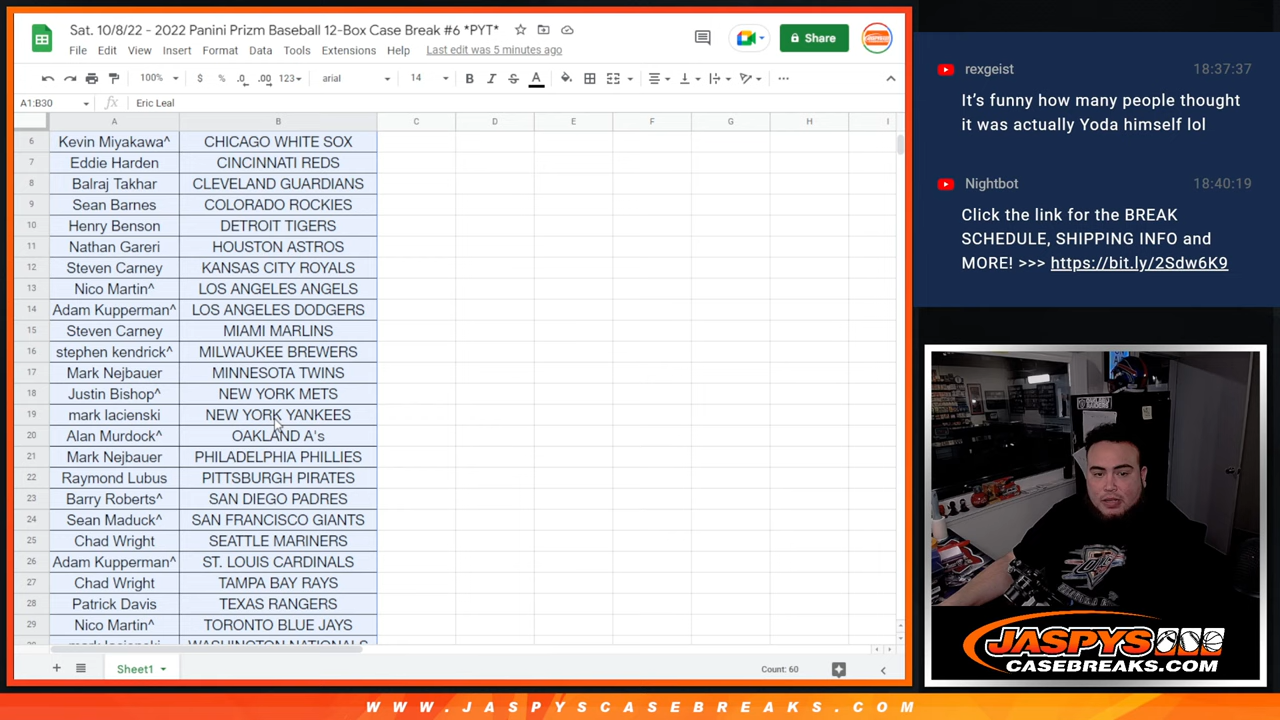 Sat. 10/8/22 - 2022 Panini Prizm Baseball 12-Box Case Break #6 *PYT*
File Edit View Insert Format Data Tools Extensions Help Last edit was 5 minutes ago
Share
100% $ % .0 .00 123 arial 14 B I S A
A1:B30 fx Eric Leal
A B C D E F G H I
6 Kevin Miyakawa^ CHICAGO WHITE SOX
7 Eddie Harden CINCINNATI REDS
8 Balraj Takhar CLEVELAND GUARDIANS
9 Sean Barnes COLORADO ROCKIES
10 Henry Benson DETROIT TIGERS
11 Nathan Gareri HOUSTON ASTROS
12 Steven Carney KANSAS CITY ROYALS
13 Nico Martin^ LOS ANGELES ANGELS
14 Adam Kupperman^ LOS ANGELES DODGERS
15 Steven Carney MIAMI MARLINS
16 stephen kendrick^ MILWAUKEE BREWERS
17 Mark Nejbauer MINNESOTA TWINS
18 Justin Bishop^ NEW YORK METS
19 mark lacienski NEW YORK YANKEES
20 Alan Murdock^ OAKLAND A's
21 Mark Nejbauer PHILADELPHIA PHILLIES
22 Raymond Lubus PITTSBURGH PIRATES
23 Barry Roberts^ SAN DIEGO PADRES
24 Sean Maduck^ SAN FRANCISCO GIANTS
25 Chad Wright SEATTLE MARINERS
26 Adam Kupperman^ ST. LOUIS CARDINALS
27 Chad Wright TAMPA BAY RAYS
28 Patrick Davis TEXAS RANGERS
29 Nico Martin^ TORONTO BLUE JAYS
mark lacienski WASHINGTON NATIONALS
Sheet1
Count: 60
rexgeist 18:37:37
It’s funny how many people thought
it was actually Yoda himself lol
Nightbot 18:40:19
Click the link for the BREAK
SCHEDULE, SHIPPING INFO and
MORE! >>> https://bit.ly/2Sdw6K9
JASPYS
CASEBREAKS.COM
WWW.JASPYSCASEBREAKS.COM